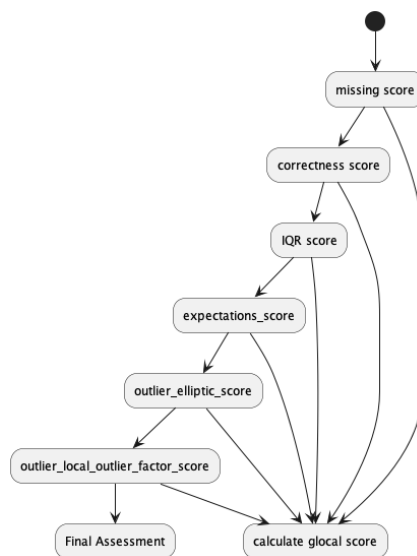 missing score
correctness score
IQR score
expectations_score
outlier_elliptic_score
outlier_local_outlier_factor_score
Final Assessment
calculate glocal score